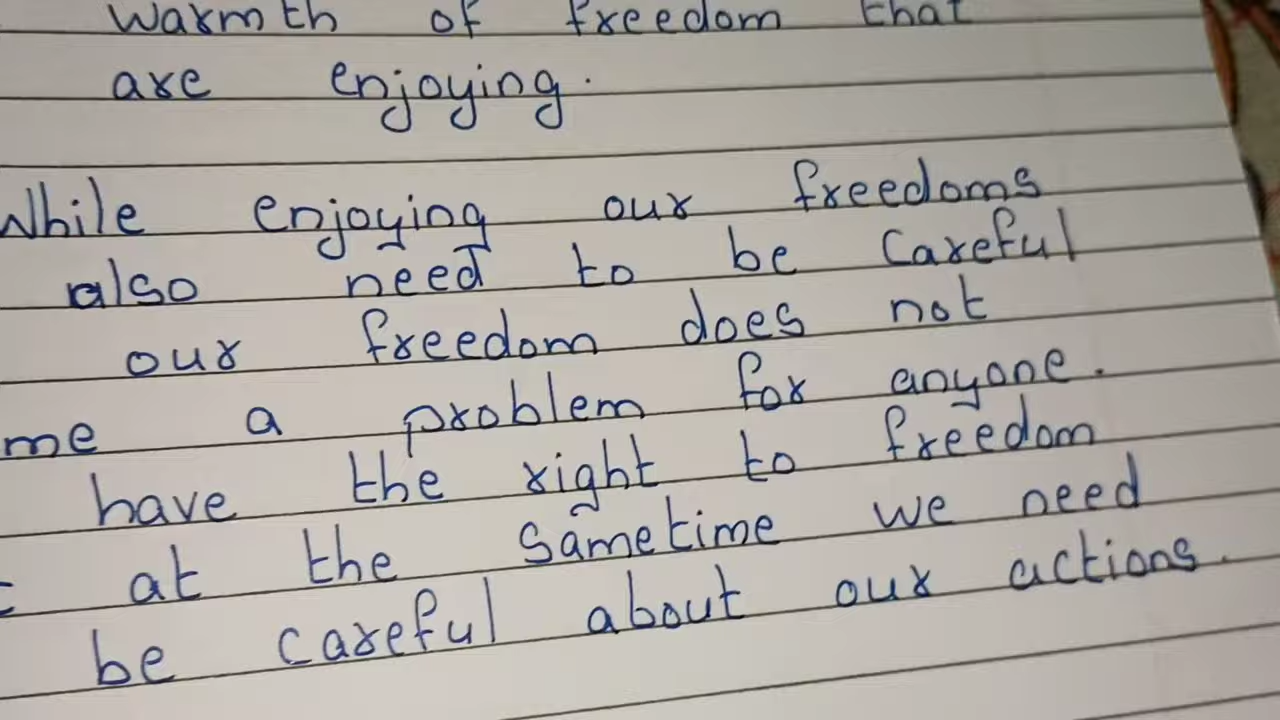 warmth of freedom that
are enjoying.
While enjoying our freedoms
also need to be careful
our freedom does not
me a problem for anyone.
have the right to freedom
at the sametime we need
be careful about our actions.